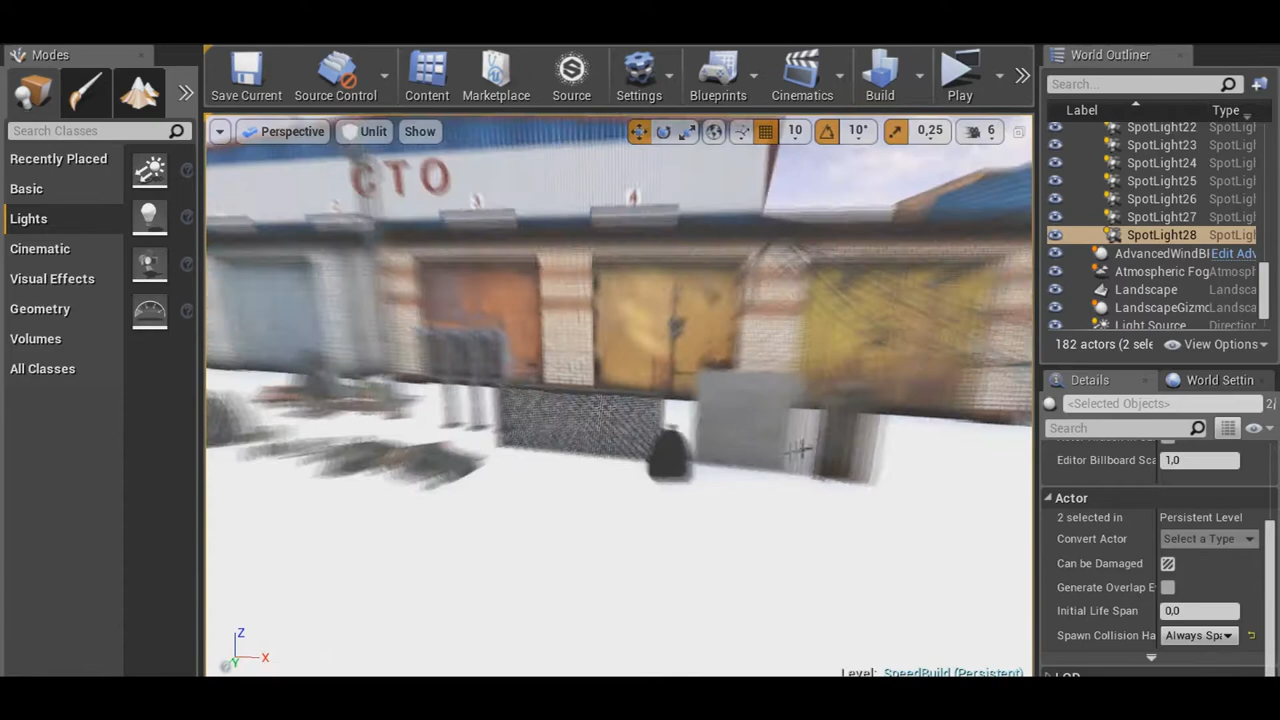 Modes
Save Current
Source Control
Content
Marketplace
Source
Settings
Blueprints
Cinematics
Build
Play
Search Classes
Recently Placed
Basic
Lights
Cinematic
Visual Effects
Geometry
Volumes
All Classes
Perspective
Unlit
Show
10
10°
0,25
6
СТО
Level: SpeedBuild (Persistent)
Z
X
Y
World Outliner
Search...
Label
Type
SpotLight22 SpotLigh
SpotLight23 SpotLigh
SpotLight24 SpotLigh
SpotLight25 SpotLigh
SpotLight26 SpotLigh
SpotLight27 SpotLigh
SpotLight28 SpotLigh
AdvancedWindBl Edit Adv
Atmospheric Fog Atmosph
Landscape Landsca
LandscapeGizmo Landsca
Light Source Direction
182 actors (2 sele
View Options
Details
World Settin
<Selected Objects>
2/
Search
Editor Billboard Sca 1,0
Actor
2 selected in Persistent Level
Convert Actor Select a Type
Can be Damaged
Generate Overlap E
Initial Life Span 0,0
Spawn Collision Ha Always Spa
LOD